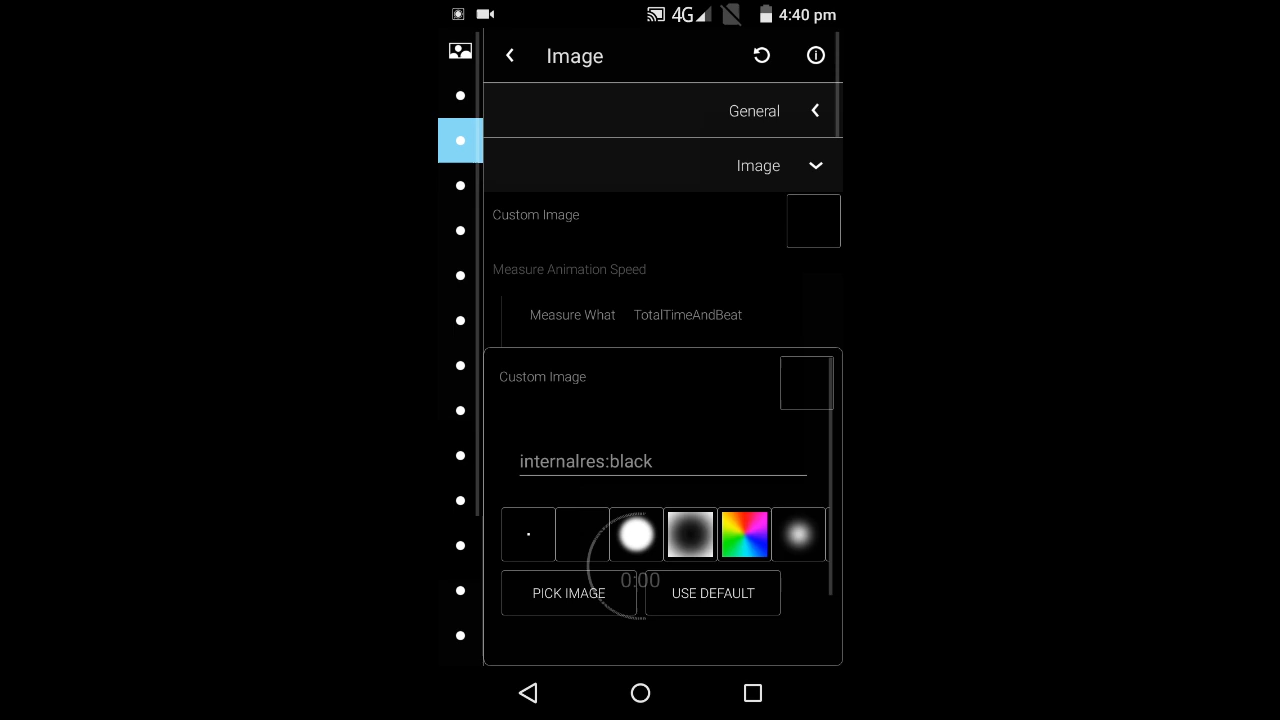 4G 4:40 pm
Image
General
Image
Custom Image
Measure Animation Speed
Measure What TotalTimeAndBeat
Custom Image
internalres:black
0:00
PICK IMAGE USE DEFAULT